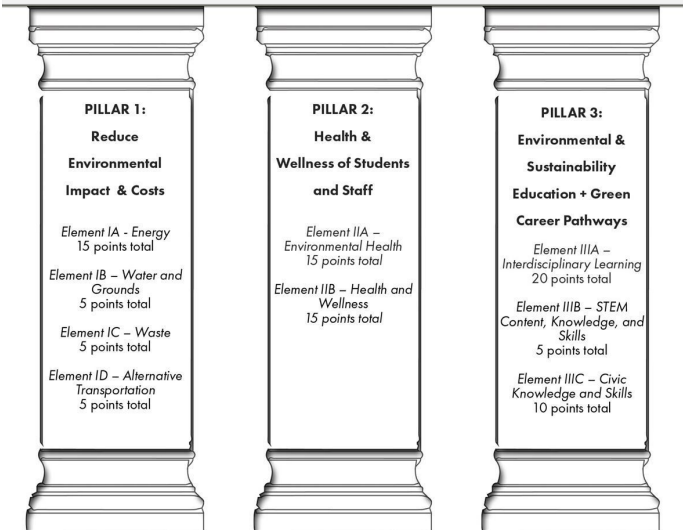 PILLAR 1:
Reduce
Environmental
Impact & Costs
Element IA - Energy
15 points total
Element IB – Water and
Grounds
5 points total
Element IC – Waste
5 points total
Element ID – Alternative
Transportation
5 points total
PILLAR 2:
Health &
Wellness of Students
and Staff
Element IIA –
Environmental Health
15 points total
Element IIB – Health and
Wellness
15 points total
PILLAR 3:
Environmental &
Sustainability
Education + Green
Career Pathways
Element IIIA –
Interdisciplinary Learning
20 points total
Element IIIB – STEM
Content, Knowledge, and
Skills
5 points total
Element IIIC – Civic
Knowledge and Skills
10 points total